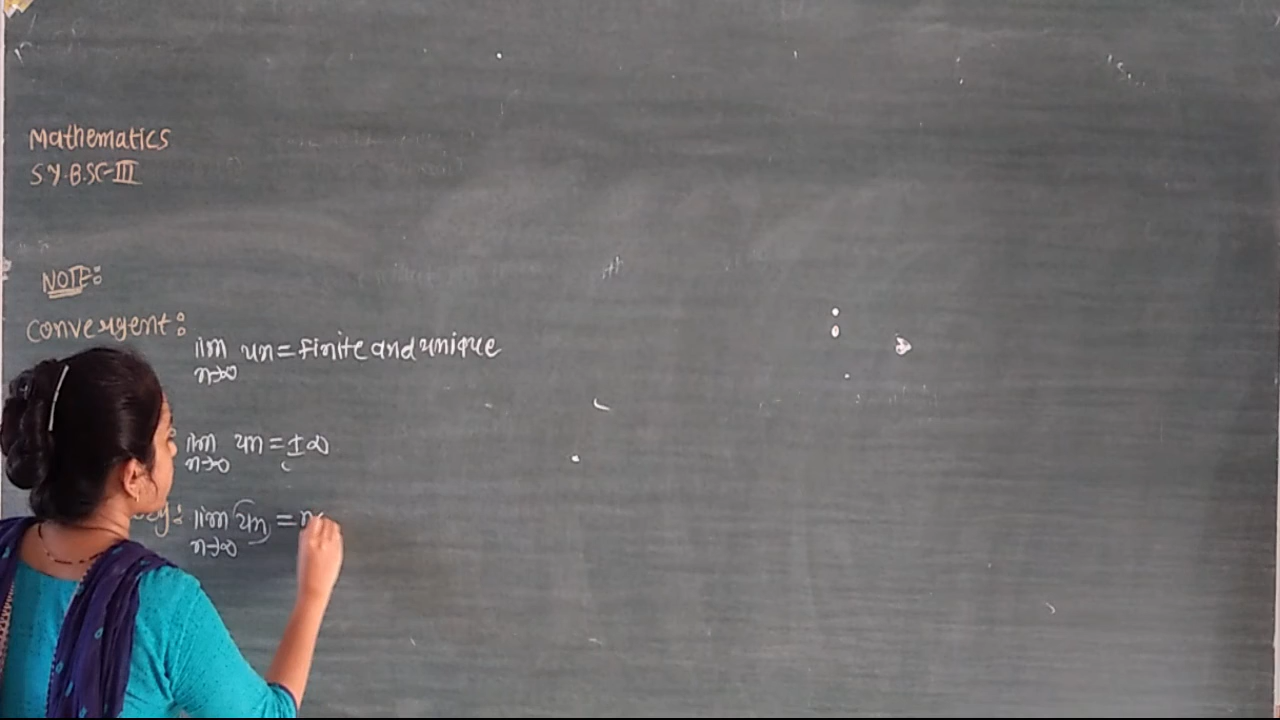 Mathematics
S.Y.B.SC-III
NOTE:
Convergent:
lim un = Finite and unique
n→∞
lim un = ±∞
n→∞
lim (un) =
n→∞